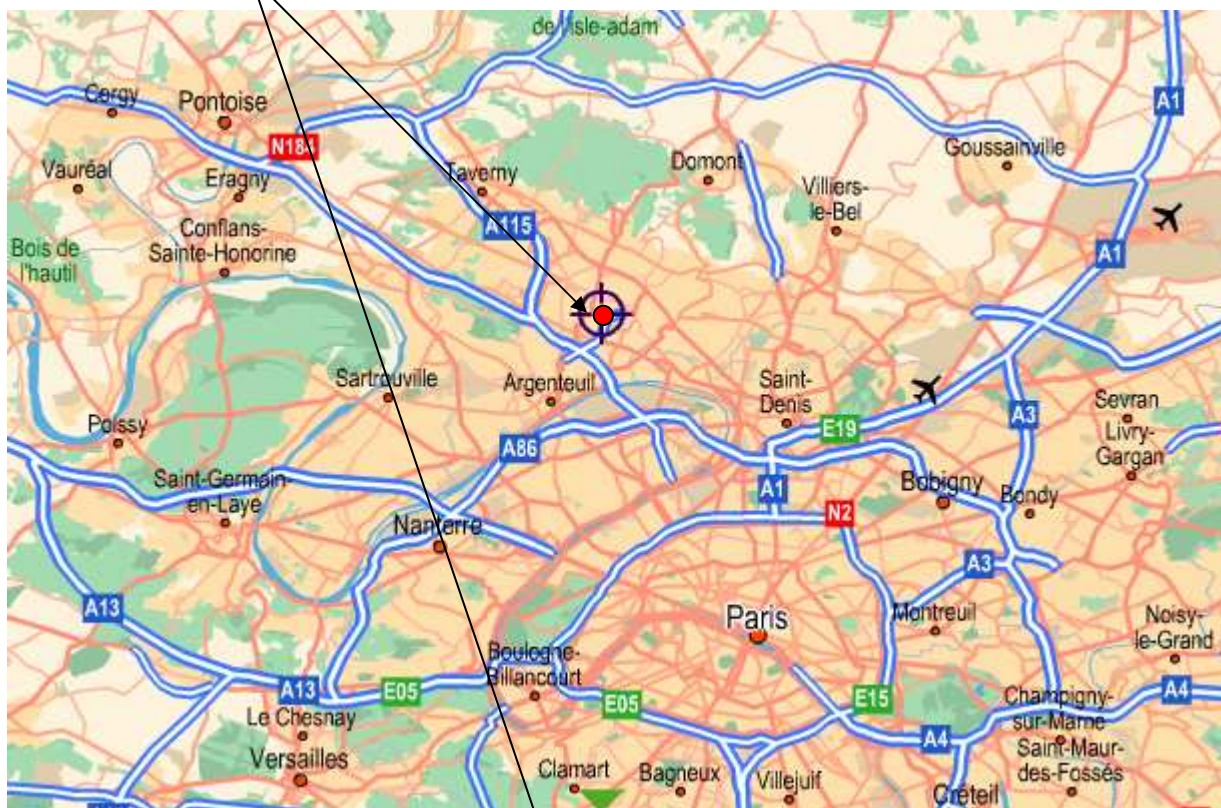 de l'isle-adam
A1
Cergy
Pontoise
N184
Goussainville
Vauréal
Taverny
Domont
Eragny
Villiers-
le-Bel
Conflans-
Sainte-Honorine
A115
Bois de
l'hautil
A1
Sartrouville
Argenteuil
Saint-
Denis
Poissy
A86
E19
A3
Sevran
Livry-
Gargan
Saint-Germain-
en-Laye
A1
Bobigny
Bondy
Nanterre
N2
A3
A13
Paris
Montreuil
Noisy-
le-Grand
Boulogne-
Billancourt
A13
E05
E05
E15
A4
Le Chesnay
Champigny-
sur-Marne
A4
Versailles
Saint-Maur-
des-Fossés
Clamart
Bagneux
Villejuif
Créteil